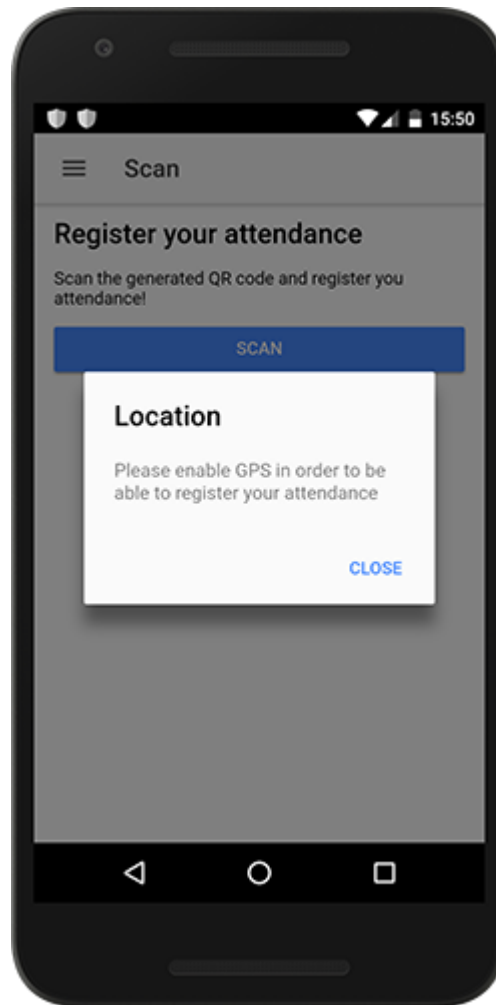 15:50
Scan
Register your attendance
Scan the generated QR code and register you
attendance!
SCAN
Location
Please enable GPS in order to be
able to register your attendance
CLOSE